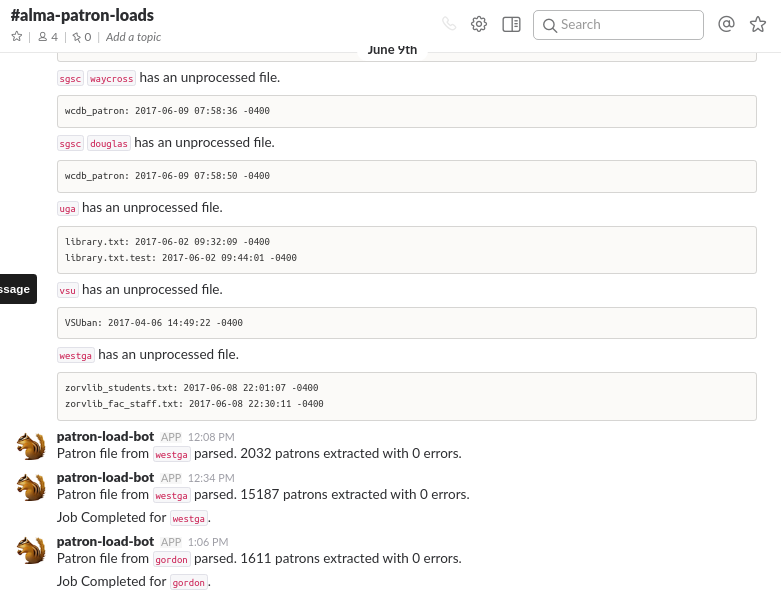 #alma-patron-loads
4 | 0 | Add a topic
Search
June 9th
sgsc waycross has an unprocessed file.
wcdb_patron: 2017-06-09 07:58:36 -0400
sgsc douglas has an unprocessed file.
wcdb_patron: 2017-06-09 07:58:50 -0400
uga has an unprocessed file.
library.txt: 2017-06-02 09:32:09 -0400
library.txt.test: 2017-06-02 09:44:01 -0400
ssage
vsu has an unprocessed file.
VSUban: 2017-04-06 14:49:22 -0400
westga has an unprocessed file.
zorvlib_students.txt: 2017-06-08 22:01:07 -0400
zorvlib_fac_staff.txt: 2017-06-08 22:30:11 -0400
patron-load-bot APP 12:08 PM
Patron file from westga parsed. 2032 patrons extracted with 0 errors.
patron-load-bot APP 12:34 PM
Patron file from westga parsed. 15187 patrons extracted with 0 errors.
Job Completed for westga.
patron-load-bot APP 1:06 PM
Patron file from gordon parsed. 1611 patrons extracted with 0 errors.
Job Completed for gordon.